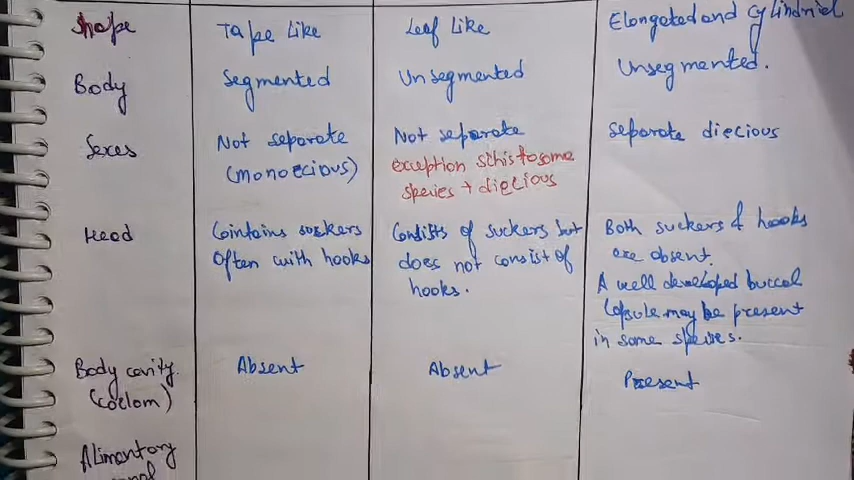 Shape
Tape Like
Leaf Like
Elongated and cylindrical
Body
Segmented
Unsegmented
Unsegmented.
Sexes
Not separate
(monoecious)
Not separate
exception schistosoma
species + diecious
Separate diecious
Head
Contains suckers
Often with hooks
Consists of suckers but
does not consist of
hooks.
Both suckers & hooks
are absent.
A well developed buccal
Capsule may be present
in some species.
Body cavity.
(coelom)
Absent
Absent
Present
Alimentary